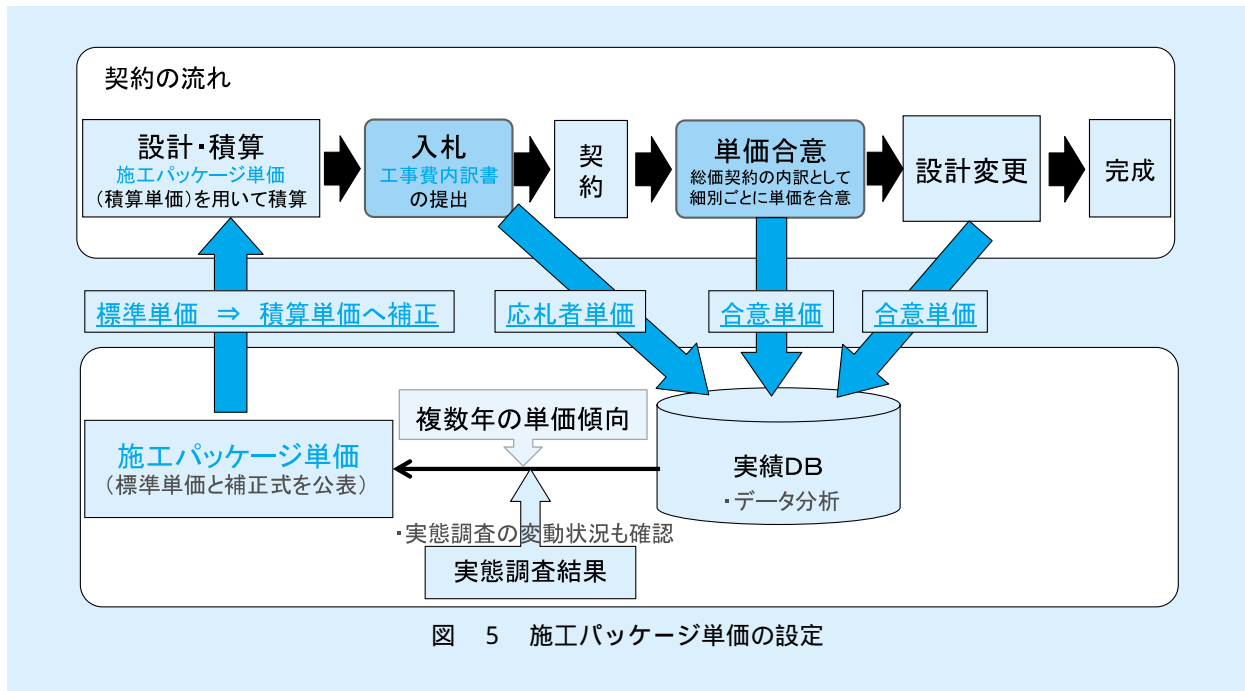 契約の流れ
設計・積算
施工パッケージ単価
(積算単価)を用いて積算
入札
工事費内訳書
の提出
契
約
単価合意
総価契約の内訳として
細別ごとに単価を合意
設計変更
完成
標準単価 ⇒ 積算単価へ補正
応札者単価
合意単価
合意単価
複数年の単価傾向
施工パッケージ単価
(標準単価と補正式を公表)
実績DB
・データ分析
・実態調査の変動状況も確認
実態調査結果
図 5 施工パッケージ単価の設定